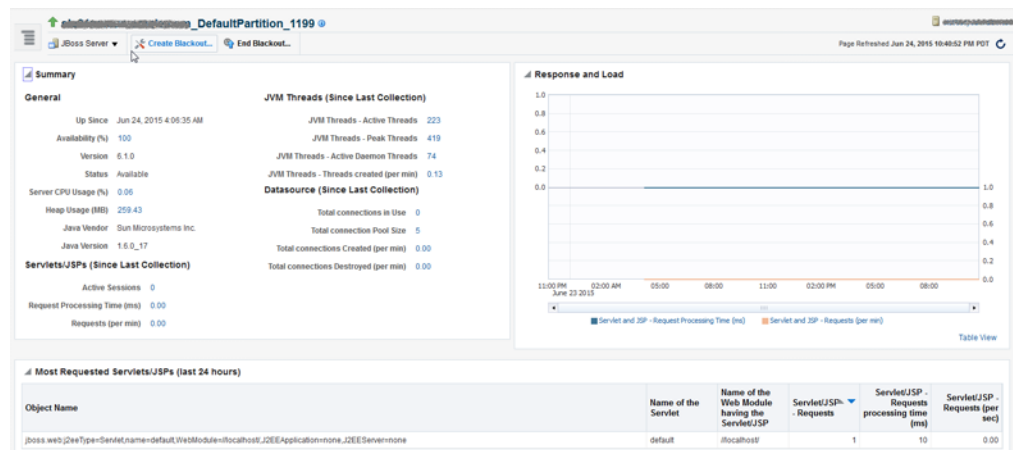 _DefaultPartition_1199
JBoss Server
Create Blackout...
End Blackout...
Page Refreshed Jun 24, 2015 10:40:52 PM PDT
Summary
General
Up Since Jun 24, 2015 4:06:35 AM
Availability (%) 100
Version 6.1.0
Status Available
Server CPU Usage (%) 0.06
Heap Usage (MB) 259.43
Java Vendor Sun Microsystems Inc.
Java Version 1.6.0_17
Servlets/JSPs (Since Last Collection)
Active Sessions 0
Request Processing Time (ms) 0.00
Requests (per min) 0.00
JVM Threads (Since Last Collection)
JVM Threads - Active Threads 223
JVM Threads - Peak Threads 419
JVM Threads - Active Daemon Threads 74
JVM Threads - Threads created (per min) 0.13
Datasource (Since Last Collection)
Total connections in Use 0
Total connection Pool Size 5
Total connections Created (per min) 0.00
Total connections Destroyed (per min) 0.00
Response and Load
1.0
0.8
0.6
0.4
0.2
0.0
1.0
0.8
0.6
0.4
0.2
0.0
11:00 PM 02:00 AM 05:00 08:00 11:00 02:00 PM 05:00 08:00
June 23 2015
Servlet and JSP - Request Processing Time (ms) Servlet and JSP - Requests (per min)
Table View
Most Requested Servlets/JSPs (last 24 hours)
Object Name
Name of the
Servlet
Name of the
Web Module
having the
Servlet/JSP
Servlet/JSP
- Requests
Servlet/JSP -
Requests
processing time
(ms)
Servlet/JSP -
Requests (per
sec)
jboss.web:j2eeType=Servlet,name=default,WebModule=//localhost/,J2EEApplication=none,J2EEServer=none default //localhost/ 1 10 0.00